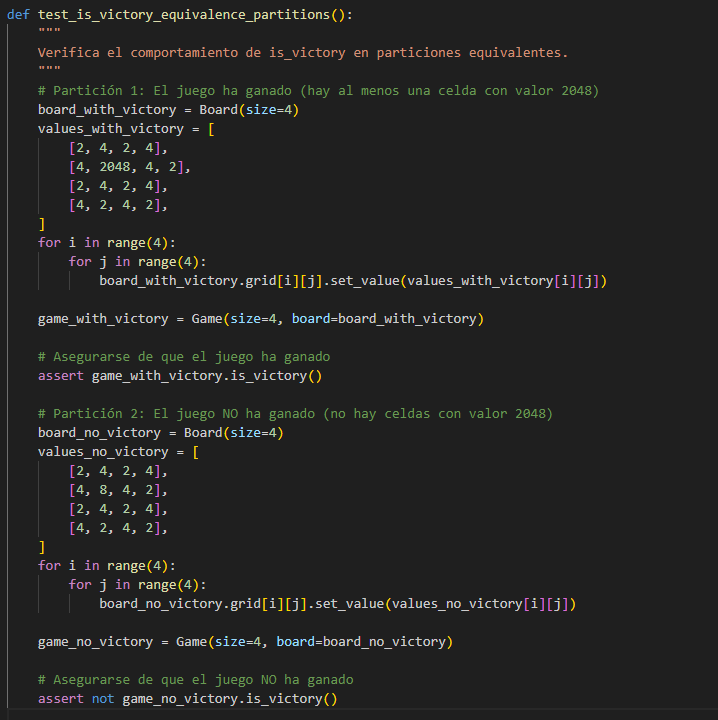 def test_is_victory_equivalence_partitions():
    """
    Verifica el comportamiento de is_victory en particiones equivalentes.
    """
    # Partición 1: El juego ha ganado (hay al menos una celda con valor 2048)
    board_with_victory = Board(size=4)
    values_with_victory = [
        [2, 4, 2, 4],
        [4, 2048, 4, 2],
        [2, 4, 2, 4],
        [4, 2, 4, 2],
    ]
    for i in range(4):
        for j in range(4):
            board_with_victory.grid[i][j].set_value(values_with_victory[i][j])

    game_with_victory = Game(size=4, board=board_with_victory)

    # Asegurarse de que el juego ha ganado
    assert game_with_victory.is_victory()

    # Partición 2: El juego NO ha ganado (no hay celdas con valor 2048)
    board_no_victory = Board(size=4)
    values_no_victory = [
        [2, 4, 2, 4],
        [4, 8, 4, 2],
        [2, 4, 2, 4],
        [4, 2, 4, 2],
    ]
    for i in range(4):
        for j in range(4):
            board_no_victory.grid[i][j].set_value(values_no_victory[i][j])

    game_no_victory = Game(size=4, board=board_no_victory)

    # Asegurarse de que el juego NO ha ganado
    assert not game_no_victory.is_victory()